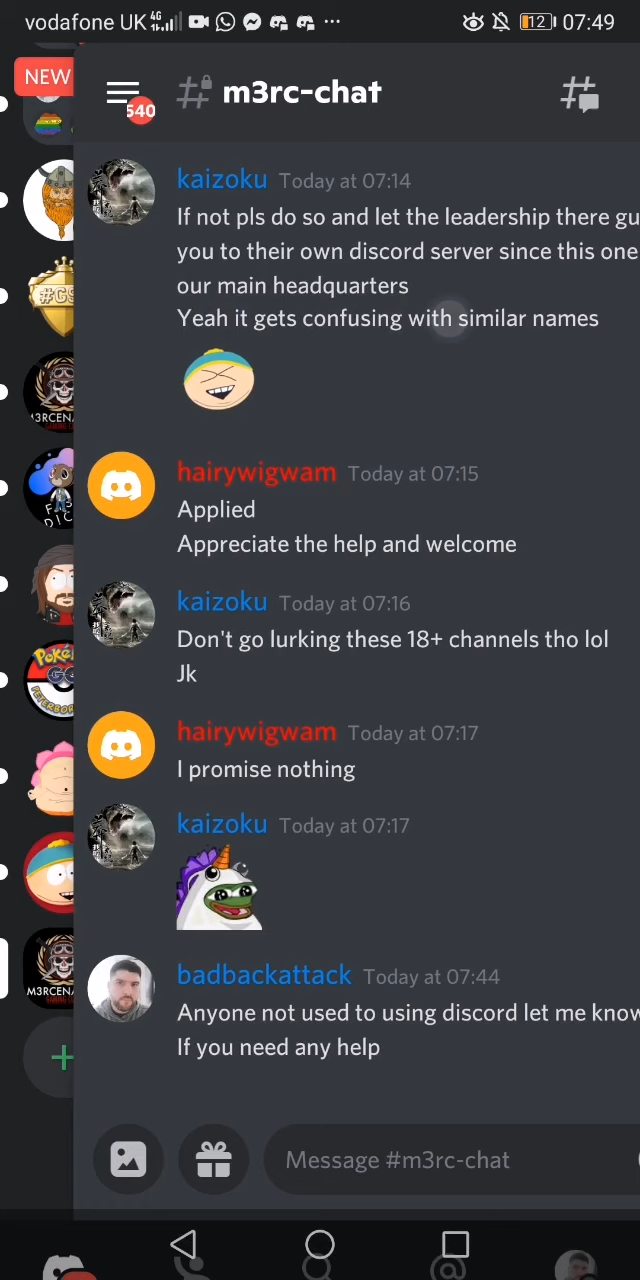 vodafone UK 4G ... 12 07:49
NEW
540
m3rc-chat
kaizoku Today at 07:14
If not pls do so and let the leadership there gu
you to their own discord server since this one
our main headquarters
Yeah it gets confusing with similar names
hairywigwam Today at 07:15
Applied
Appreciate the help and welcome
kaizoku Today at 07:16
Don't go lurking these 18+ channels tho lol
Jk
hairywigwam Today at 07:17
I promise nothing
kaizoku Today at 07:17
badbackattack Today at 07:44
Anyone not used to using discord let me know
If you need any help
Message #m3rc-chat
#GS
M3RCENA
POKÉ
GO
PETERBOR
M3RCENA